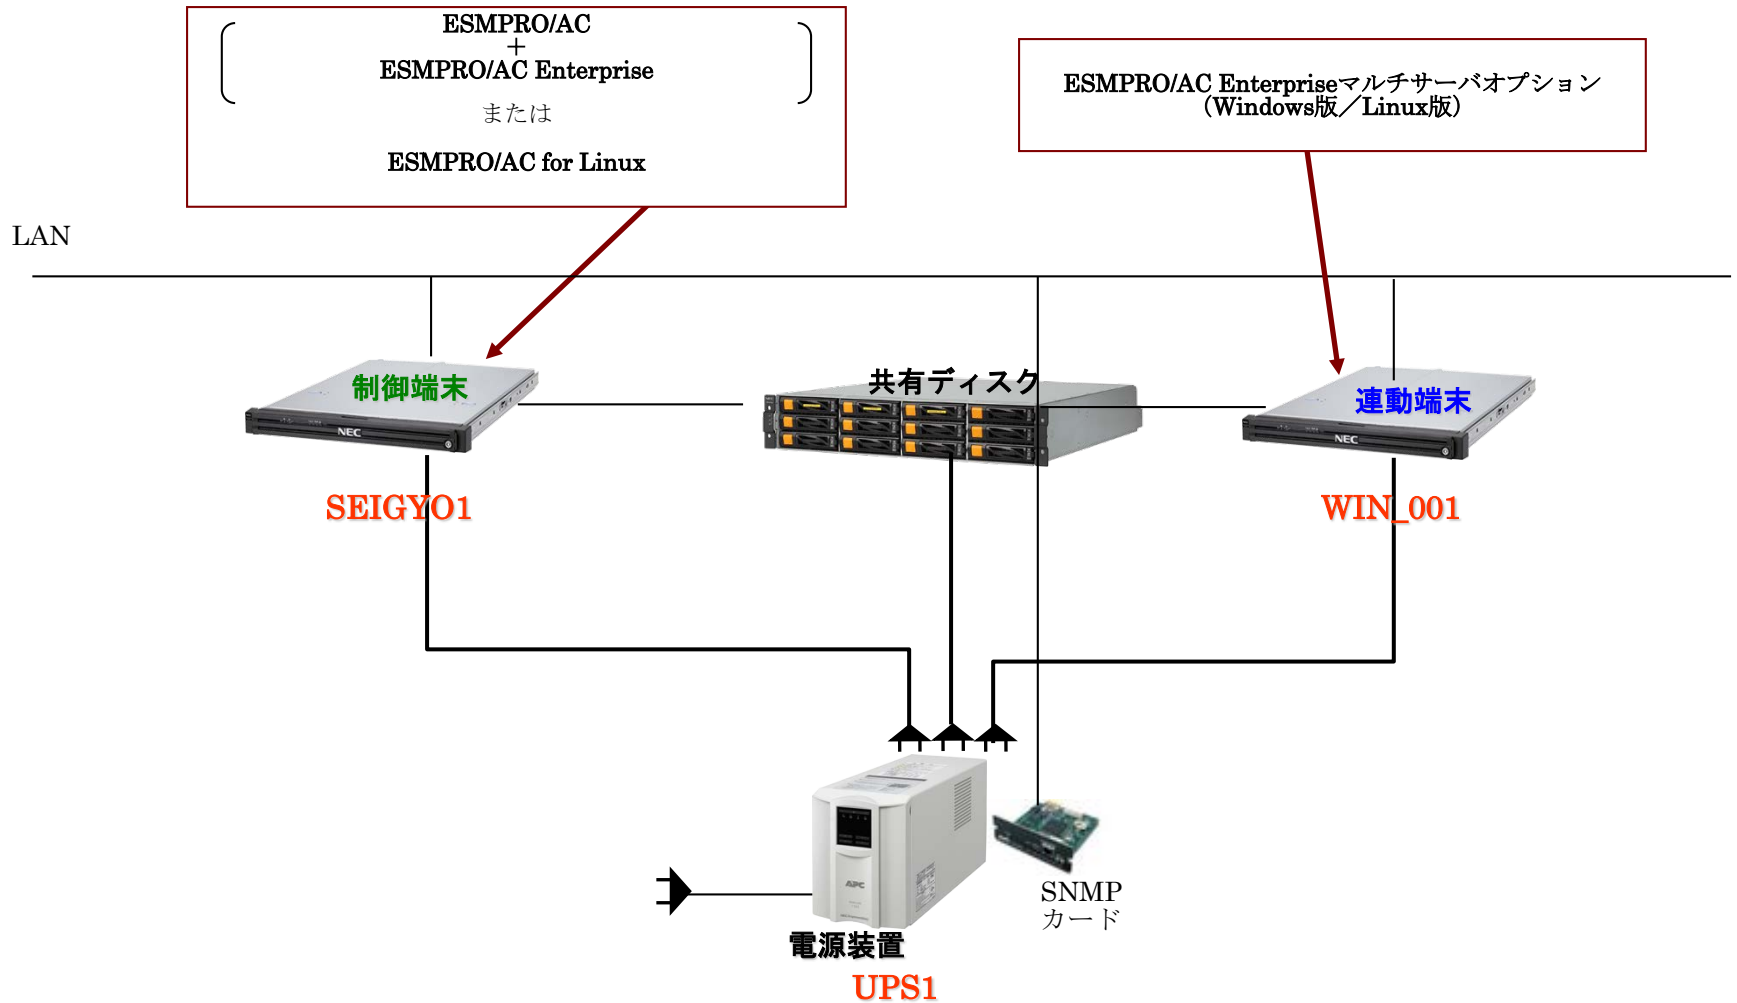 ESMPRO/AC
＋
ESMPRO/AC Enterprise
または
ESMPRO/AC for Linux
ESMPRO/AC Enterpriseマルチサーバオプション
（Windows版／Linux版）
LAN
制御端末
共有ディスク
連動端末
NEC
NEC
SEIGYO1
WIN_001
APC
SNMP
カード
電源装置
UPS1